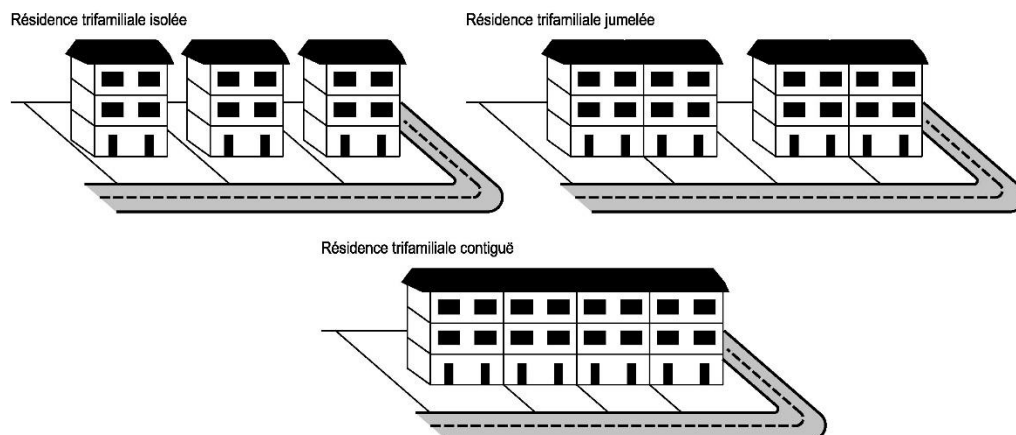 Résidence trifamiliale isolée
Résidence trifamiliale jumelée
Résidence trifamiliale contiguë